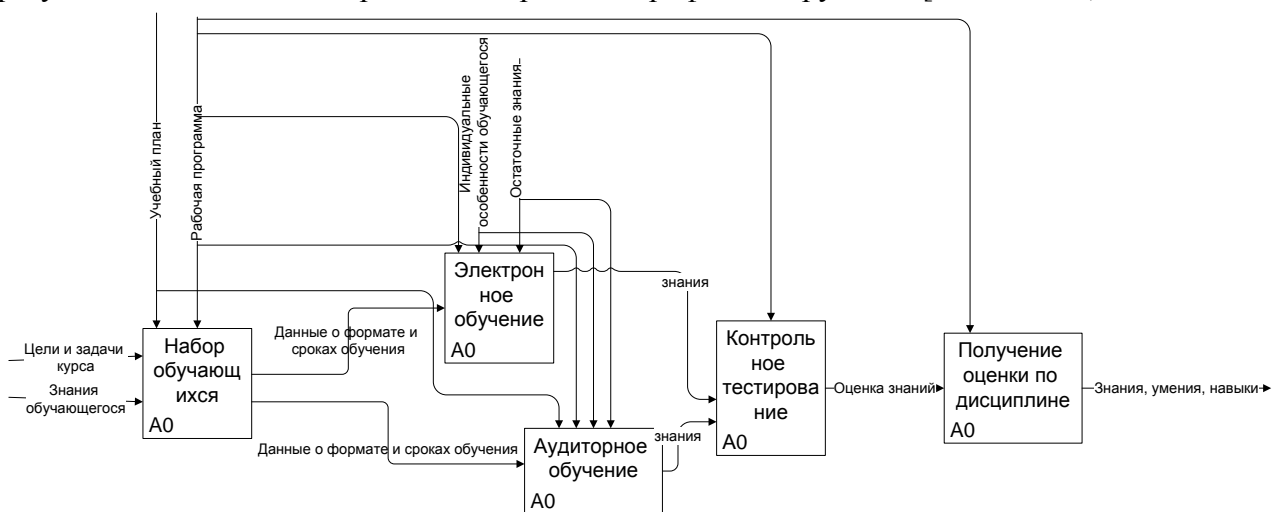 Учебный план
Рабочая программа
Индивидуальные
особенности обучающегося
Остаточные знания
Электрон
ное
обучение
A0
знания
Данные о формате и
сроках обучения
Цели и задачи
курса
Знания
обучающегося
Набор
обучающ
ихся
A0
Контроль
ное
тестирова
ние
A0
Оценка знаний
Получение
оценки по
дисциплине
A0
Знания, умения, навыки
Данные о формате и сроках обучения
Аудиторное
обучение
A0
знания